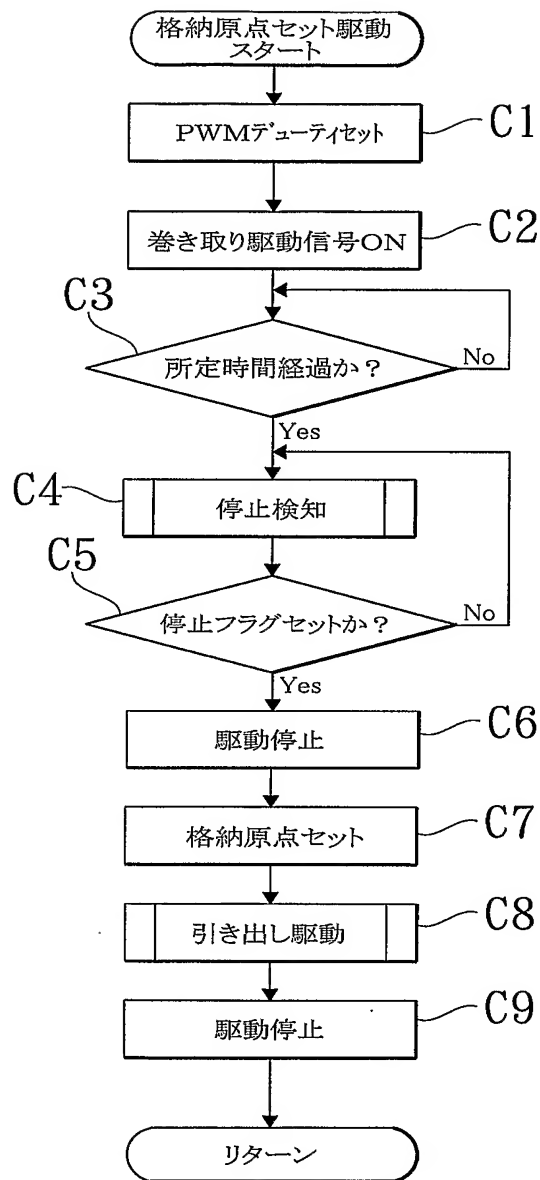 格納原点セット駆動
スタート
PWMデューティセット
C1
巻き取り駆動信号ON
C2
C3
所定時間経過か？
No
Yes
C4
停止検知
C5
停止フラグセットか？
No
Yes
駆動停止
C6
格納原点セット
C7
引き出し駆動
C8
駆動停止
C9
リターン